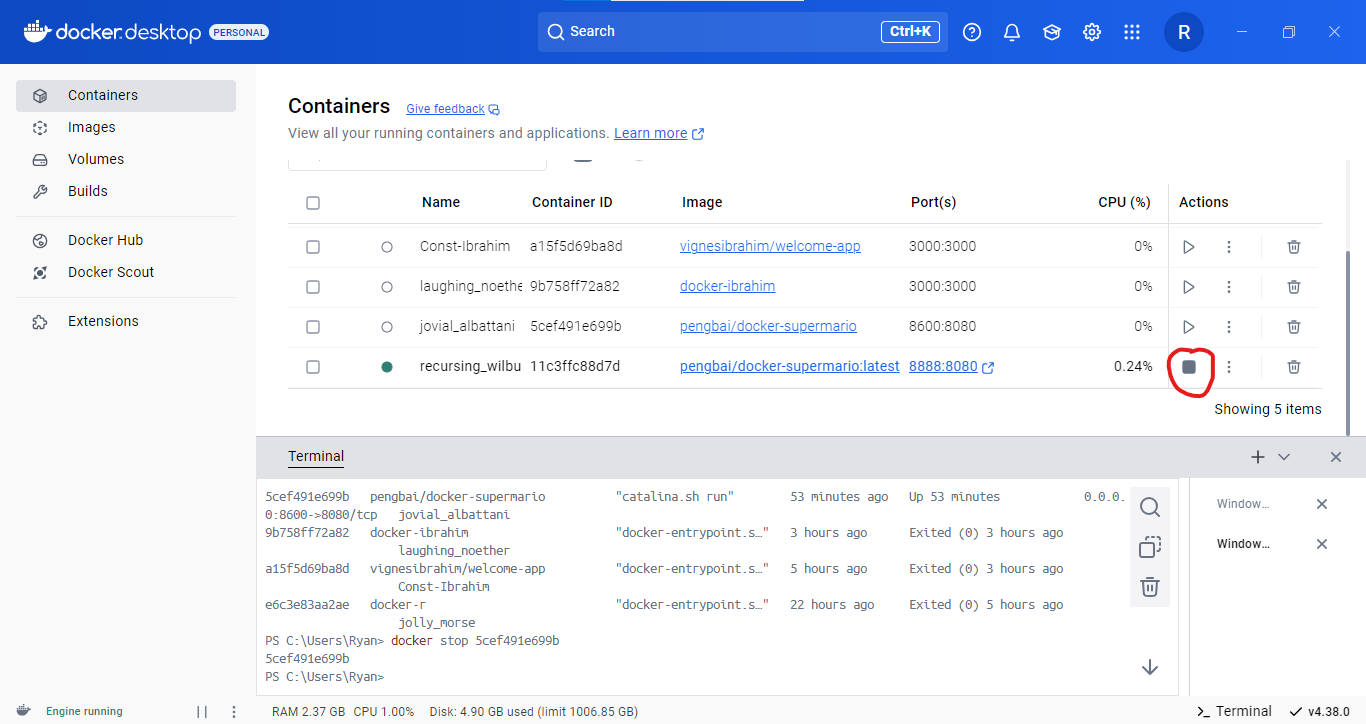 docker.desktop PERSONAL
Search Ctrl+K
R
Containers
Images
Volumes
Builds
Docker Hub
Docker Scout
Extensions
Containers Give feedback
View all your running containers and applications. Learn more
Name Container ID Image Port(s) CPU (%) Actions
Const-Ibrahim a15f5d69ba8d vignesibrahim/welcome-app 3000:3000 0%
laughing_noethe 9b758ff72a82 docker-ibrahim 3000:3000 0%
jovial_albattani 5cef491e699b pengbai/docker-supermario 8600:8080 0%
recursing_wilbu 11c3ffc88d7d pengbai/docker-supermario:latest 8888:8080 0.24%
Showing 5 items
Terminal
5cef491e699b pengbai/docker-supermario "catalina.sh run" 53 minutes ago Up 53 minutes 0.0.0.
0:8600->8080/tcp jovial_albattani
9b758ff72a82 docker-ibrahim "docker-entrypoint.s…" 3 hours ago Exited (0) 3 hours ago
laughing_noether
a15f5d69ba8d vignesibrahim/welcome-app "docker-entrypoint.s…" 5 hours ago Exited (0) 3 hours ago
Const-Ibrahim
e6c3e83aa2ae docker-r "docker-entrypoint.s…" 22 hours ago Exited (0) 5 hours ago
jolly_morse
PS C:\Users\Ryan> docker stop 5cef491e699b
5cef491e699b
PS C:\Users\Ryan>
Window...
Window...
Engine running RAM 2.37 GB CPU 1.00% Disk: 4.90 GB used (limit 1006.85 GB) >_ Terminal v4.38.0